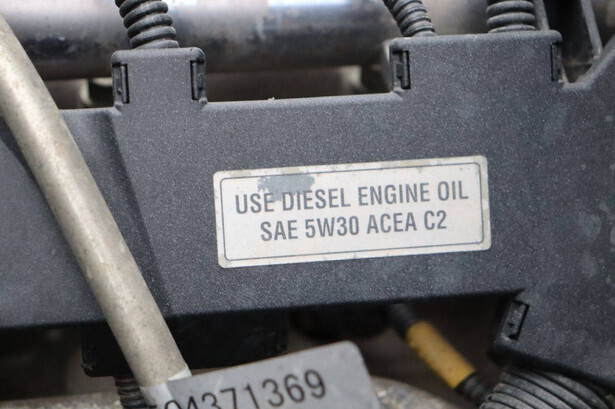 USE DIESEL ENGINE OIL
SAE 5W30 ACEA C2
04371369